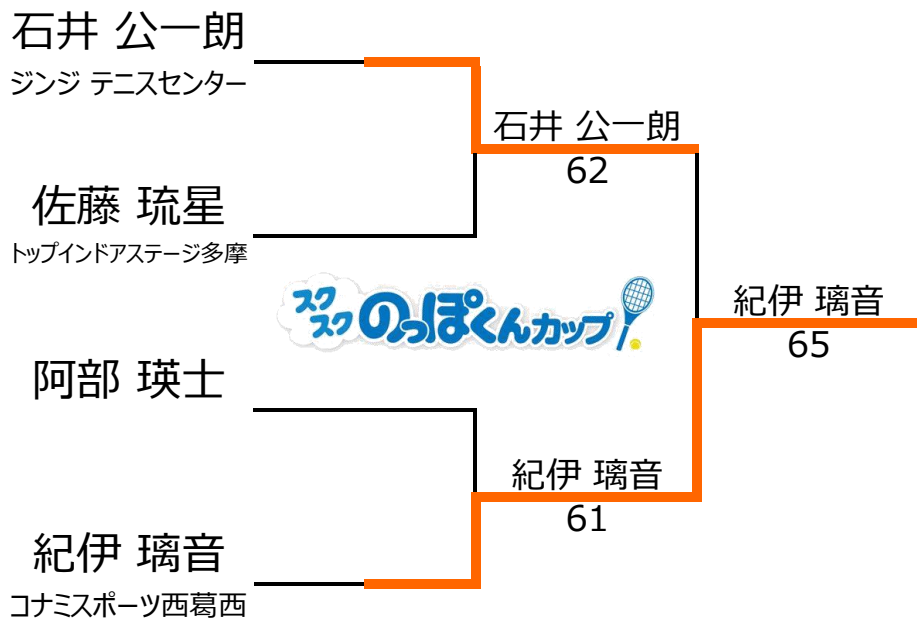 石井 公一朗
ジンジ テニスセンター
石井 公一朗
62
佐藤 琉星
トップインドアステージ多摩
スクスク のっぽくんカップ
紀伊 璃音
65
阿部 瑛士
紀伊 璃音
61
紀伊 璃音
コナミスポーツ西葛西